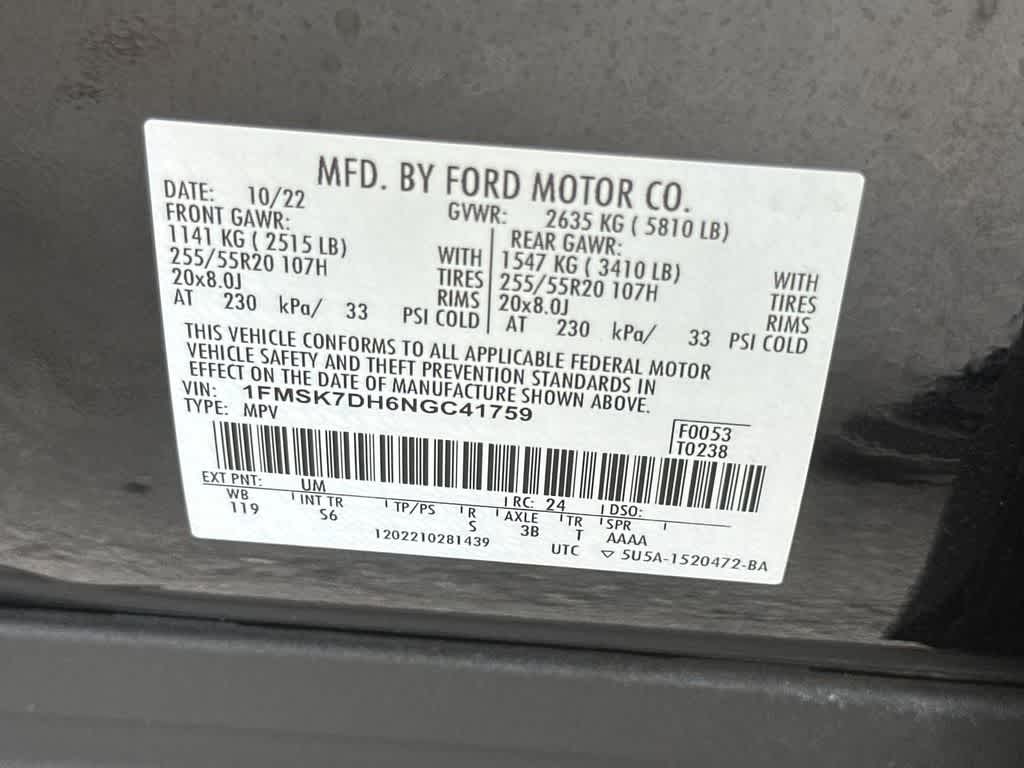 MFD. BY FORD MOTOR CO.
DATE: 10/22 GVWR: 2635 KG ( 5810 LB)
FRONT GAWR: REAR GAWR:
1141 KG ( 2515 LB) WITH 1547 KG ( 3410 LB) WITH
255/55R20 107H TIRES 255/55R20 107H TIRES
20x8.0J RIMS 20x8.0J RIMS
AT 230 kPa/ 33 PSI COLD AT 230 kPa/ 33 PSI COLD
THIS VEHICLE CONFORMS TO ALL APPLICABLE FEDERAL MOTOR
VEHICLE SAFETY AND THEFT PREVENTION STANDARDS IN
EFFECT ON THE DATE OF MANUFACTURE SHOWN ABOVE.
VIN: 1FMSK7DH6NGC41759
TYPE: MPV
F0053
T0238
EXT PNT: UM RC: 24 DSO:
WB INT TR TP/PS R AXLE TR SPR
119 S6 S 3B T AAAA
1202210281439 UTC ▽ 5U5A-1520472-BA